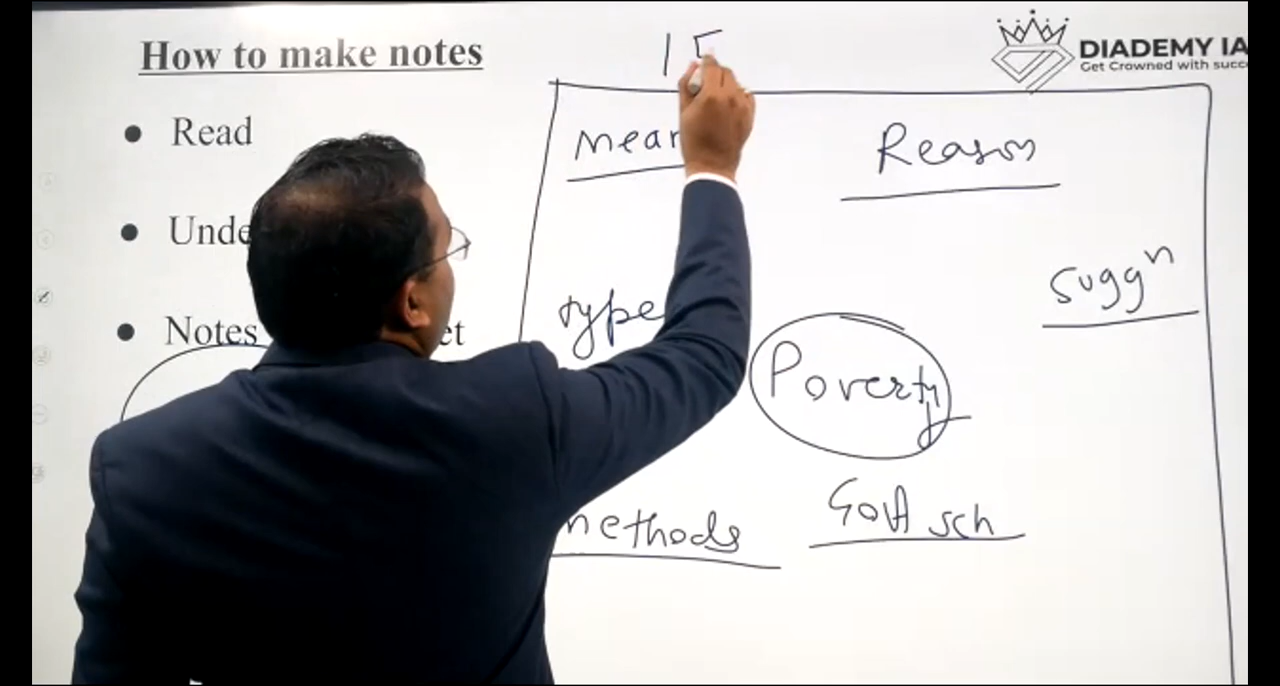 How to make notes
Read
Unde
Notes et
15
DIADEMY IA
Get Crowned with succ
mean
Reason
type
suggn
Poverty
methods
Govt sch